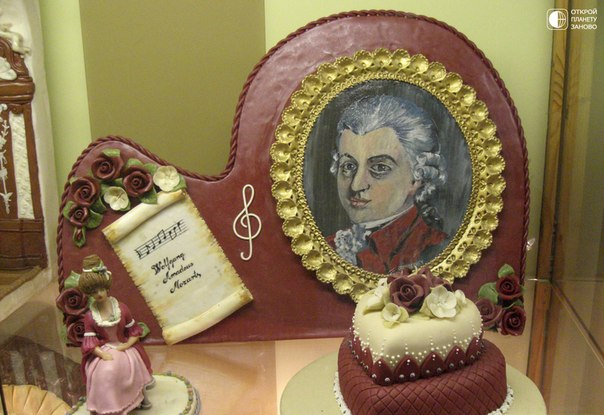 ОТКРОЙ
ПЛАНЕТУ
ЗАНОВО
Wolfgang
Amadeus
Mozart